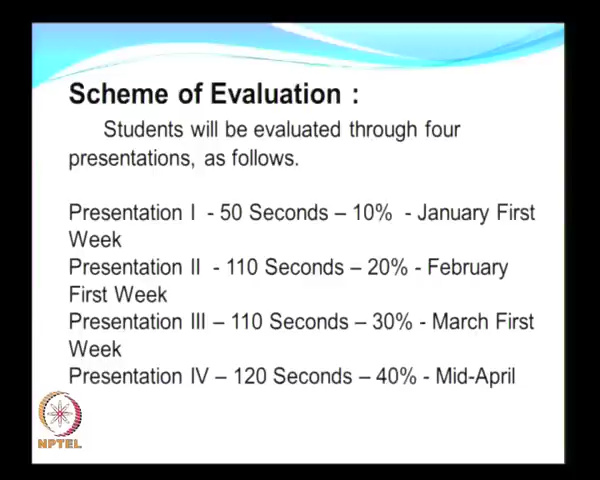 Scheme of Evaluation :
Students will be evaluated through four
presentations, as follows.
Presentation I - 50 Seconds – 10% - January First
Week
Presentation II - 110 Seconds – 20% - February
First Week
Presentation III – 110 Seconds – 30% - March First
Week
Presentation IV – 120 Seconds – 40% - Mid-April
NPTEL